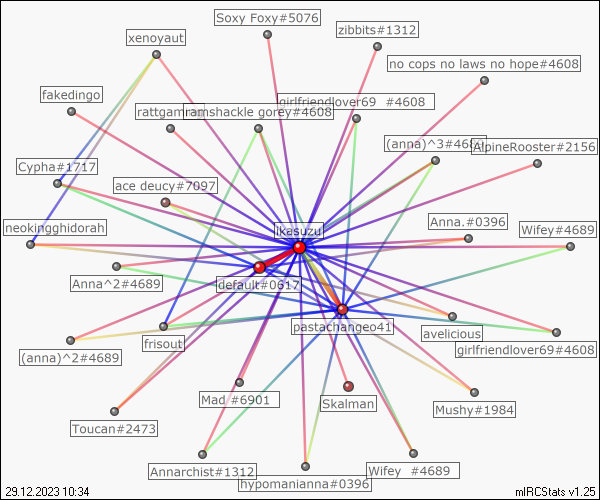 Soxy Foxy#5076
zibbits#1312
xenoyaut
no cops no laws no hope#4608
fakedingo
girlfriendlover69 #4608
ramshackle gorey#4608
(anna)^3
AlpineRooster#2156
Cypha#1717
ace deucy#7097
Anna.#0396
neokingghidorah
ikasuzu
Wifey#4689
Anna^2#4689
default#0617
pastachangeo41
avelicious
frisout
girlfriendlover69#4608
(anna)^2#4689
Mad #6901
Skalman
Mushy#1984
Toucan#2473
Annarchist#1312
Wifey #4689
hypomanianna#0396
29.12.2023 10:34
mIRCStats v1.25